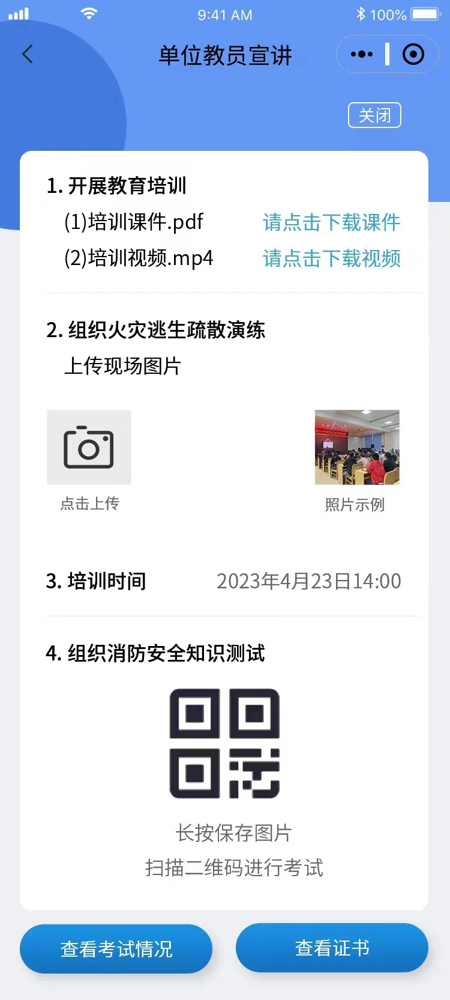 9:41 AM
100%
单位教员宣讲
关闭
1. 开展教育培训
(1)培训课件.pdf 请点击下载课件
(2)培训视频.mp4 请点击下载视频
2. 组织火灾逃生疏散演练
上传现场图片
点击上传 照片示例
3. 培训时间 2023年4月23日14:00
4. 组织消防安全知识测试
长按保存图片
扫描二维码进行考试
查看考试情况 查看证书